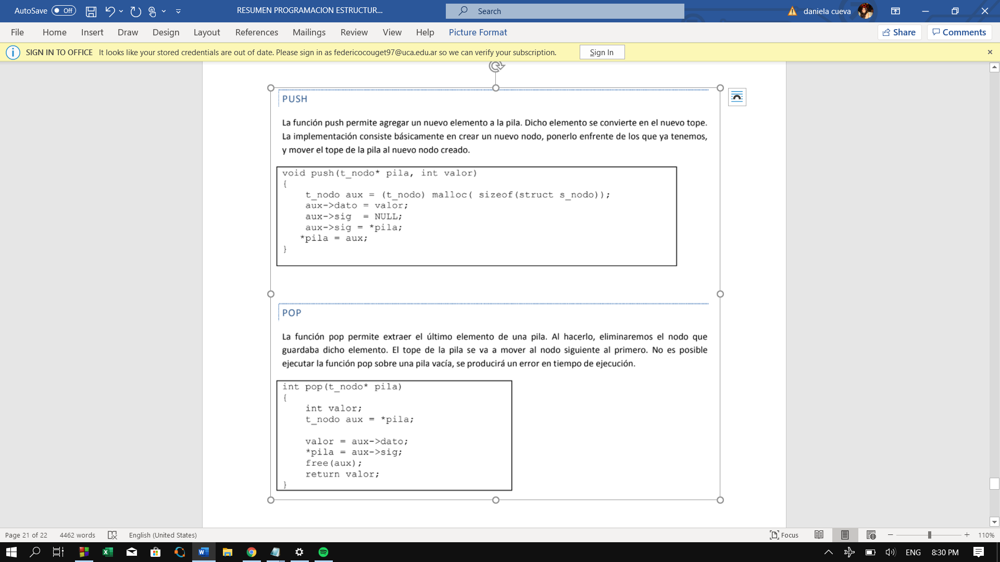 AutoSave Off RESUMEN PROGRAMACION ESTRUCTUR... Search daniela cueva
File Home Insert Draw Design Layout References Mailings Review View Help Picture Format Share Comments
SIGN IN TO OFFICE It looks like your stored credentials are out of date. Please sign in as federicocouget97@uca.edu.ar so we can verify your subscription. Sign In
PUSH
La función push permite agregar un nuevo elemento a la pila. Dicho elemento se convierte en el nuevo tope.
La implementación consiste básicamente en crear un nuevo nodo, ponerlo enfrente de los que ya tenemos,
y mover el tope de la pila al nuevo nodo creado.
void push(t_nodo* pila, int valor)
{
t_nodo aux = (t_nodo) malloc( sizeof(struct s_nodo));
aux->dato = valor;
aux->sig = NULL;
aux->sig = *pila;
*pila = aux;
}
POP
La función pop permite extraer el último elemento de una pila. Al hacerlo, eliminaremos el nodo que
guardaba dicho elemento. El tope de la pila se va a mover al nodo siguiente al primero. No es posible
ejecutar la función pop sobre una pila vacía, se producirá un error en tiempo de ejecución.
int pop(t_nodo* pila)
{
int valor;
t_nodo aux = *pila;
valor = aux->dato;
*pila = aux->sig;
free(aux);
return valor;
}
Page 21 of 22 4462 words English (United States) Focus 110%
ENG 8:30 PM